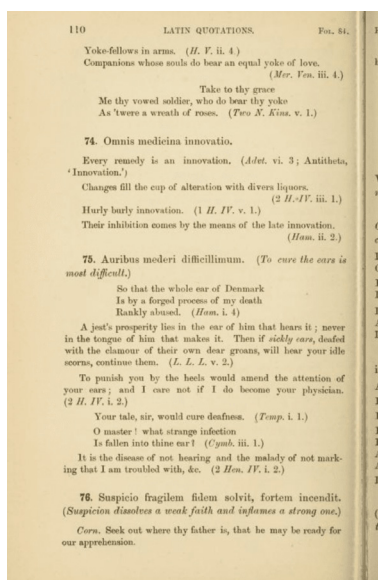 110 LATIN QUOTATIONS. Fol. 84.
Yoke-fellows in arms. (H. V. ii. 4.)
Companions whose souls do bear an equal yoke of love.
(Mer. Ven. iii. 4.)
Take to thy grace
Me thy vowed soldier, who do bear thy yoke
As 'twere a wreath of roses. (Two N. Kins. v. 1.)
74. Omnis medicina innovatio.
Every remedy is an innovation. (Advt. vi. 3; Antitheta,
'Innovation.')
Changes fill the cup of alteration with divers liquors.
(2 H. IV. iii. 1.)
Hurly burly innovation. (1 H. IV. v. 1.)
Their inhibition comes by the means of the late innovation.
(Ham. ii. 2.)
75. Auribus mederi difficillimum. (To cure the ears is
most difficult.)
So that the whole ear of Denmark
Is by a forged process of my death
Rankly abused. (Ham. i. 4)
A jest's prosperity lies in the ear of him that hears it; never
in the tongue of him that makes it. Then if sickly ears, deafed
with the clamour of their own dear groans, will hear your idle
scorns, continue them. (L. L. L. v. 2.)
To punish you by the heels would amend the attention of
your ears; and I care not if I do become your physician.
(2 H. IV. i. 2.)
Your tale, sir, would cure deafness. (Temp. i. 1.)
O master! what strange infection
Is fallen into thine ear? (Cymb. iii. 1.)
It is the disease of not hearing and the malady of not mark-
ing that I am troubled with, &c. (2 Hen. IV. i. 2.)
76. Suspicio fragilem fidem solvit, fortem incendit.
(Suspicion dissolves a weak faith and inflames a strong one.)
Corn. Seek out where thy father is, that he may be ready for
our apprehension.